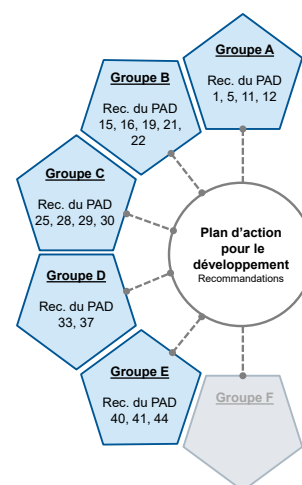 Groupe A
Rec. du PAD
1, 5, 11, 12
Groupe B
Rec. du PAD
15, 16, 19, 21,
22
Groupe C
Rec. du PAD
25, 28, 29, 30
Plan d’action
pour le
développement
Recommandations
Groupe D
Rec. du PAD
33, 37
Groupe E
Rec. du PAD
40, 41, 44
Groupe F